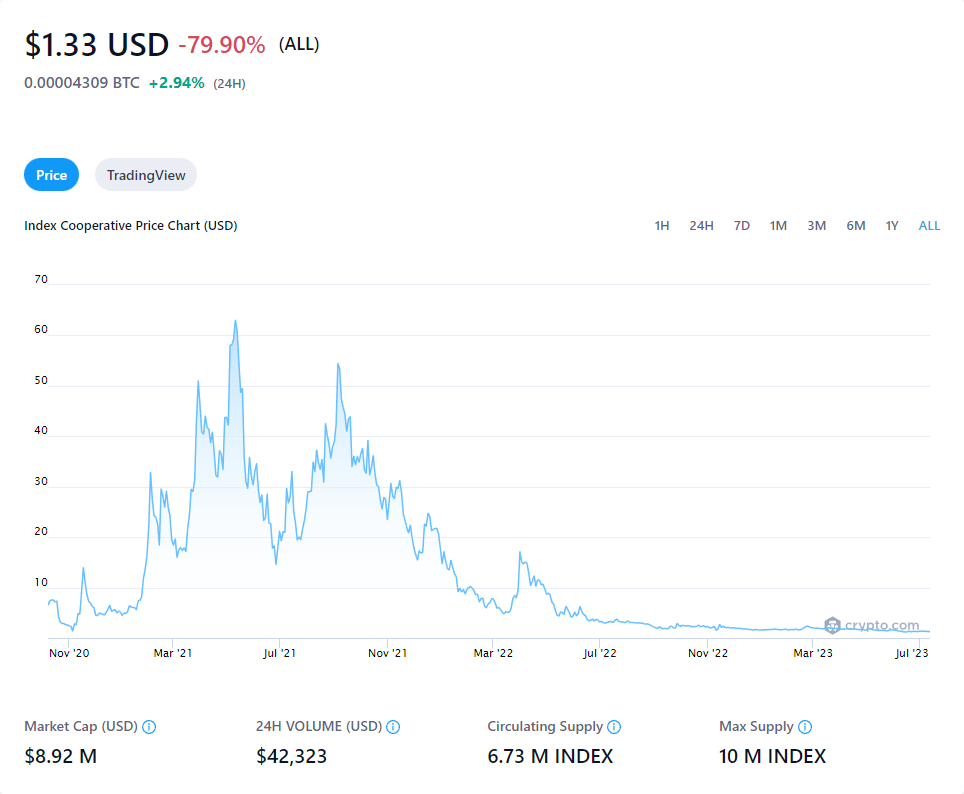 $1.33 USD -79.90% (ALL)
0.00004309 BTC +2.94% (24H)
Price TradingView
Index Cooperative Price Chart (USD) 1H 24H 7D 1M 3M 6M 1Y ALL
70
60
50
40
30
20
10
crypto.com
Nov '20 Mar '21 Jul '21 Nov '21 Mar '22 Jul '22 Nov '22 Mar '23 Jul '23
Market Cap (USD) 24H VOLUME (USD) Circulating Supply Max Supply
$8.92 M $42,323 6.73 M INDEX 10 M INDEX